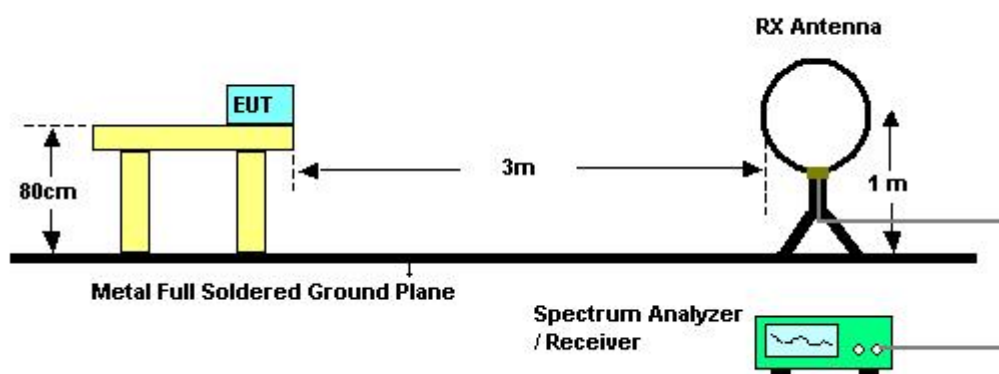 RX Antenna
EUT
3m
80cm
1 m
Metal Full Soldered Ground Plane
Spectrum Analyzer
/ Receiver